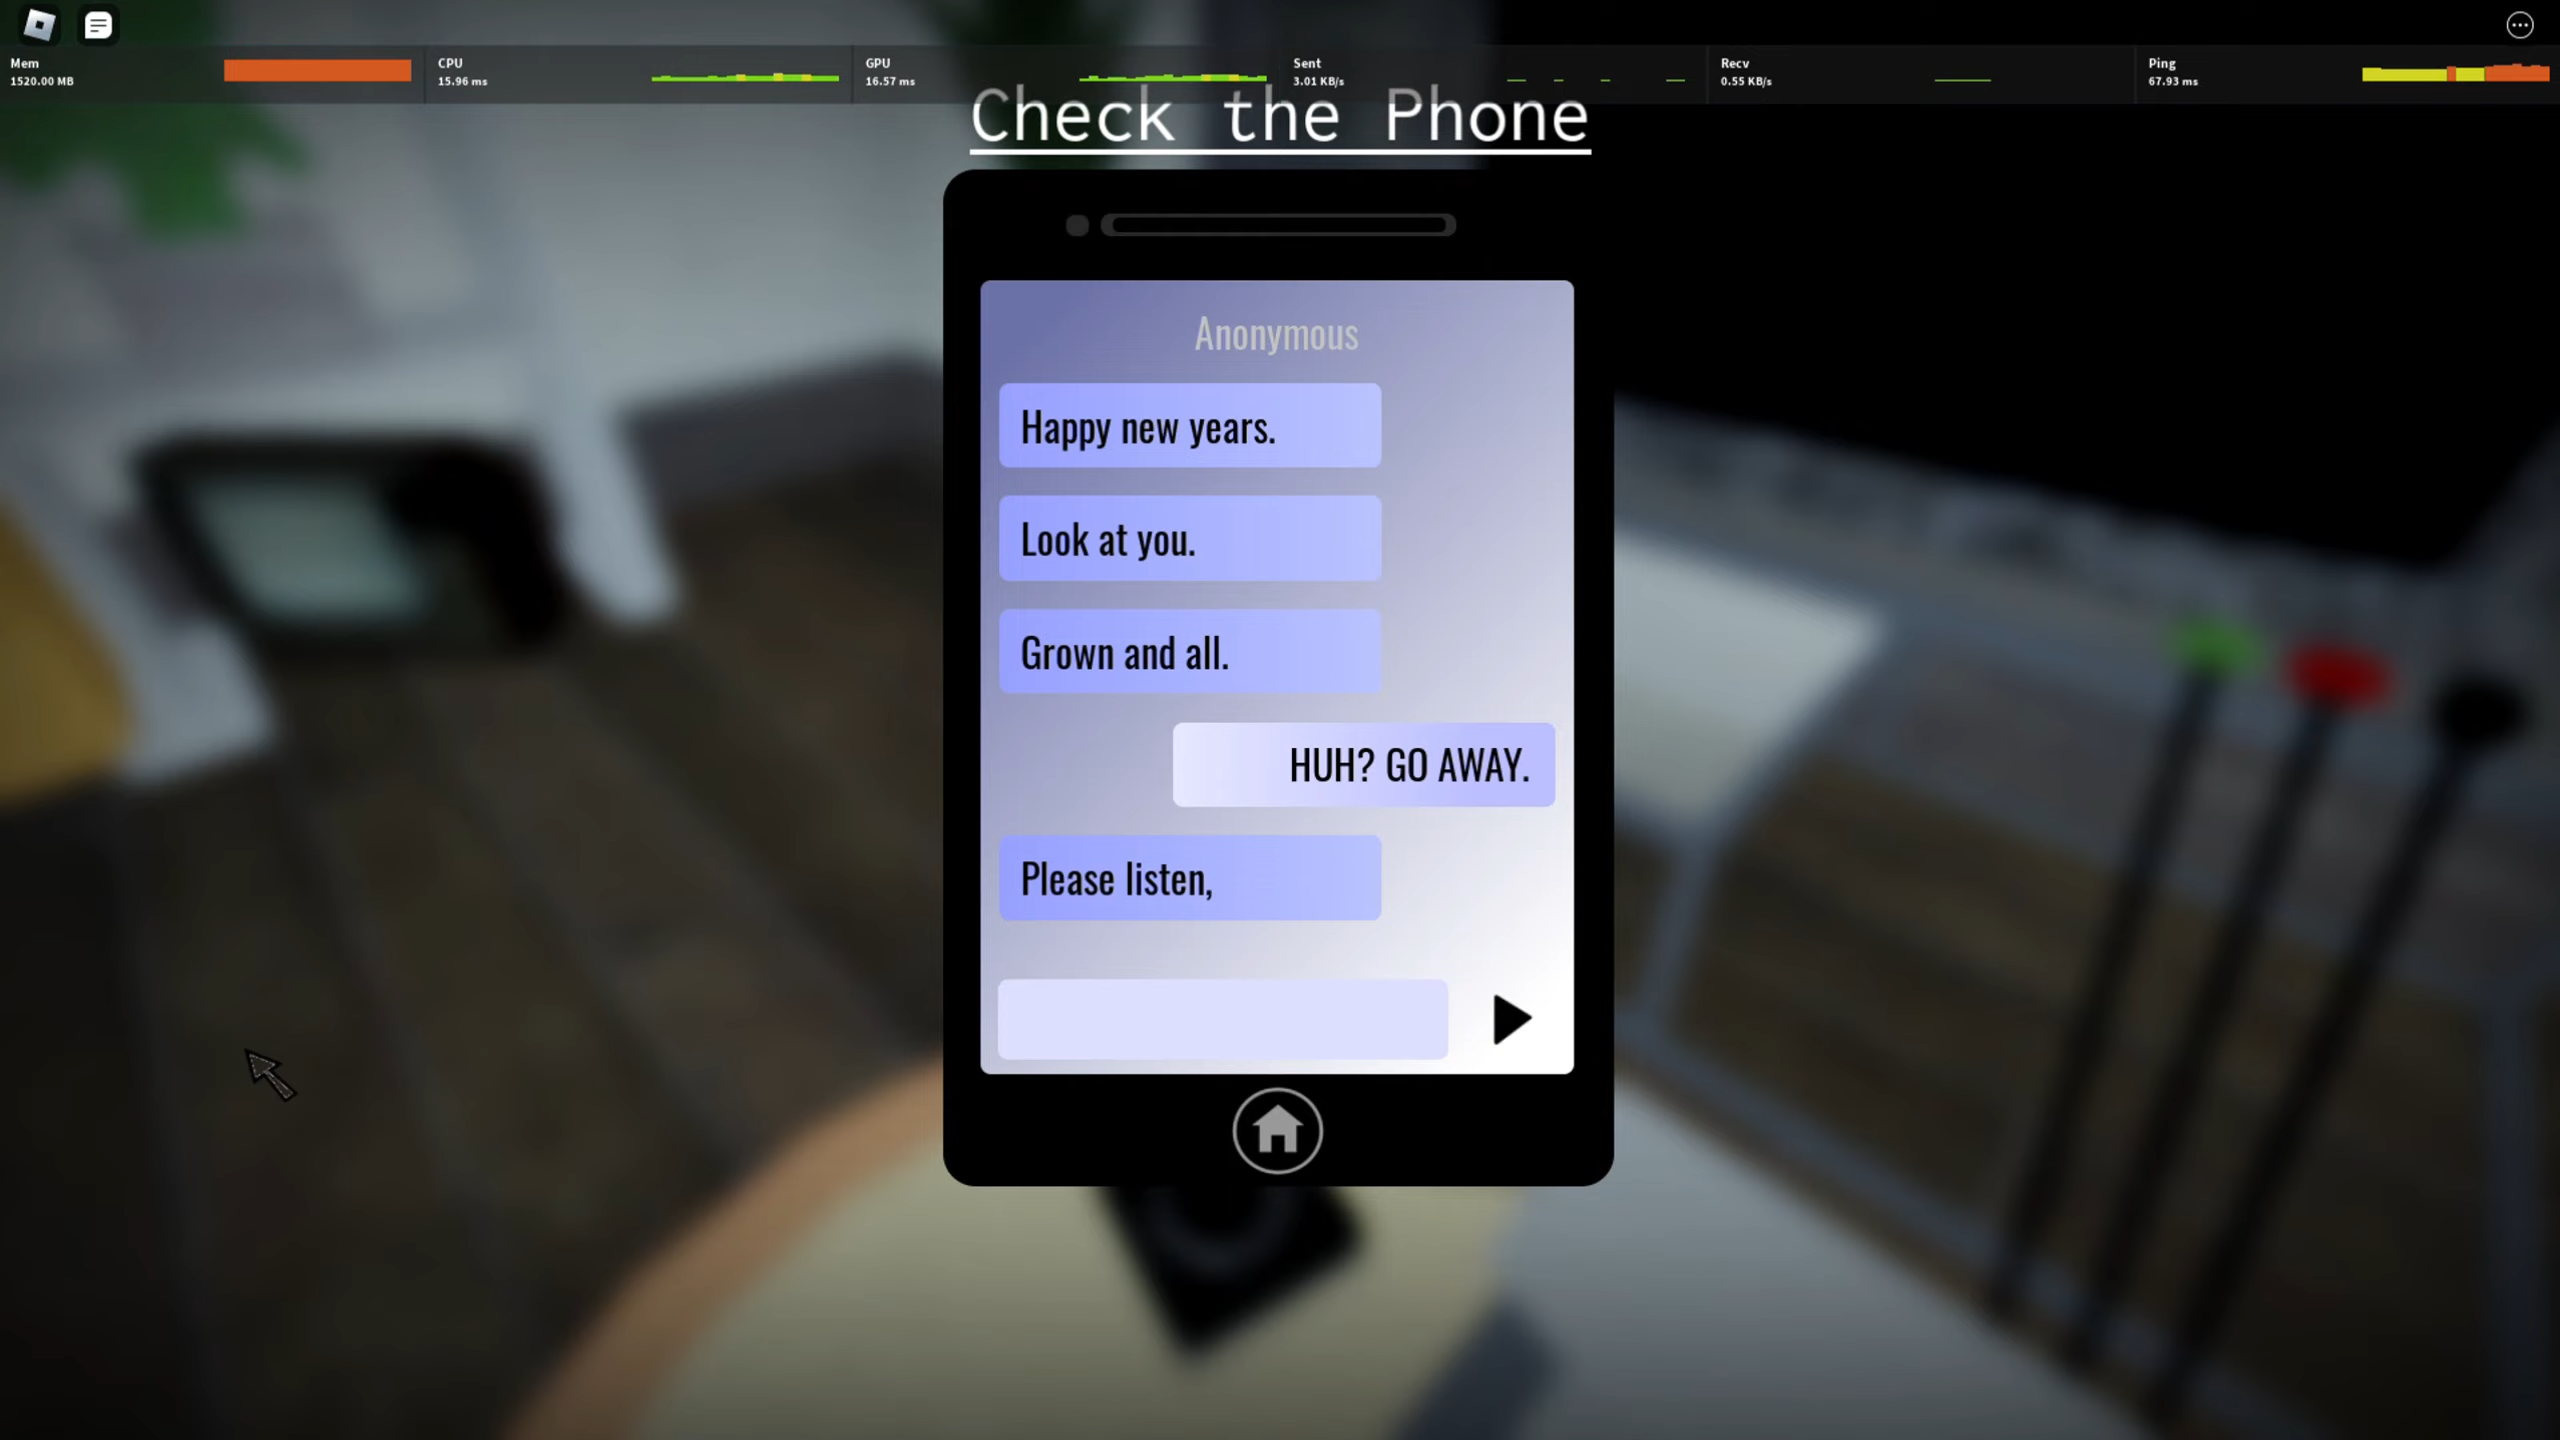 Mem
1520.00 MB
CPU
15.96 ms
GPU
16.57 ms
Sent
3.01 KB/s
Recv
0.55 KB/s
Ping
67.93 ms
Check the Phone
Anonymous
Happy new years.
Look at you.
Grown and all.
HUH? GO AWAY.
Please listen,